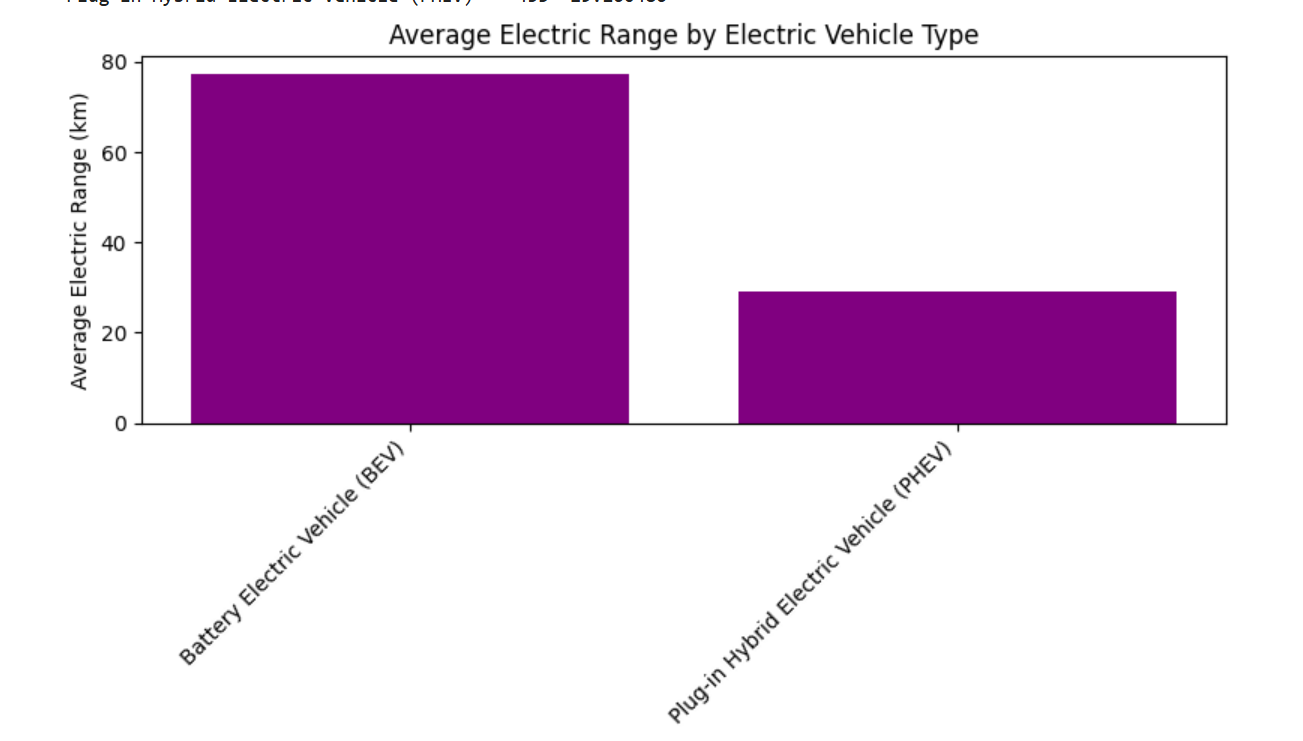 Average Electric Range by Electric Vehicle Type
Average Electric Range (km)
80
60
40
20
0
Battery Electric Vehicle (BEV)
Plug-in Hybrid Electric Vehicle (PHEV)